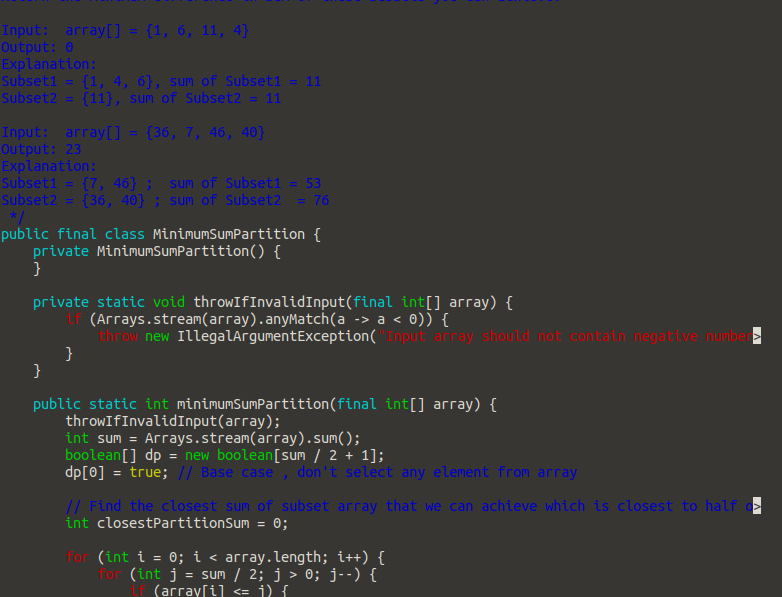 Input:  array[] = {1, 6, 11, 4}
Output: 0
Explanation:
Subset1 = {1, 4, 6}, sum of Subset1 = 11
Subset2 = {11}, sum of Subset2 = 11

Input:  array[] = {36, 7, 46, 40}
Output: 23
Explanation:
Subset1 = {7, 46} ;  sum of Subset1 = 53
Subset2 = {36, 40} ; sum of Subset2  = 76
 */
public final class MinimumSumPartition {
    private MinimumSumPartition() {
    }

    private static void throwIfInvalidInput(final int[] array) {
        if (Arrays.stream(array).anyMatch(a -> a < 0)) {
            throw new IllegalArgumentException("Input array should not contain negative number>
        }
    }

    public static int minimumSumPartition(final int[] array) {
        throwIfInvalidInput(array);
        int sum = Arrays.stream(array).sum();
        boolean[] dp = new boolean[sum / 2 + 1];
        dp[0] = true; // Base case , don't select any element from array

        // Find the closest sum of subset array that we can achieve which is closest to half o>
        int closestPartitionSum = 0;

        for (int i = 0; i < array.length; i++) {
            for (int j = sum / 2; j > 0; j--) {
                if (array[i] <= j) {